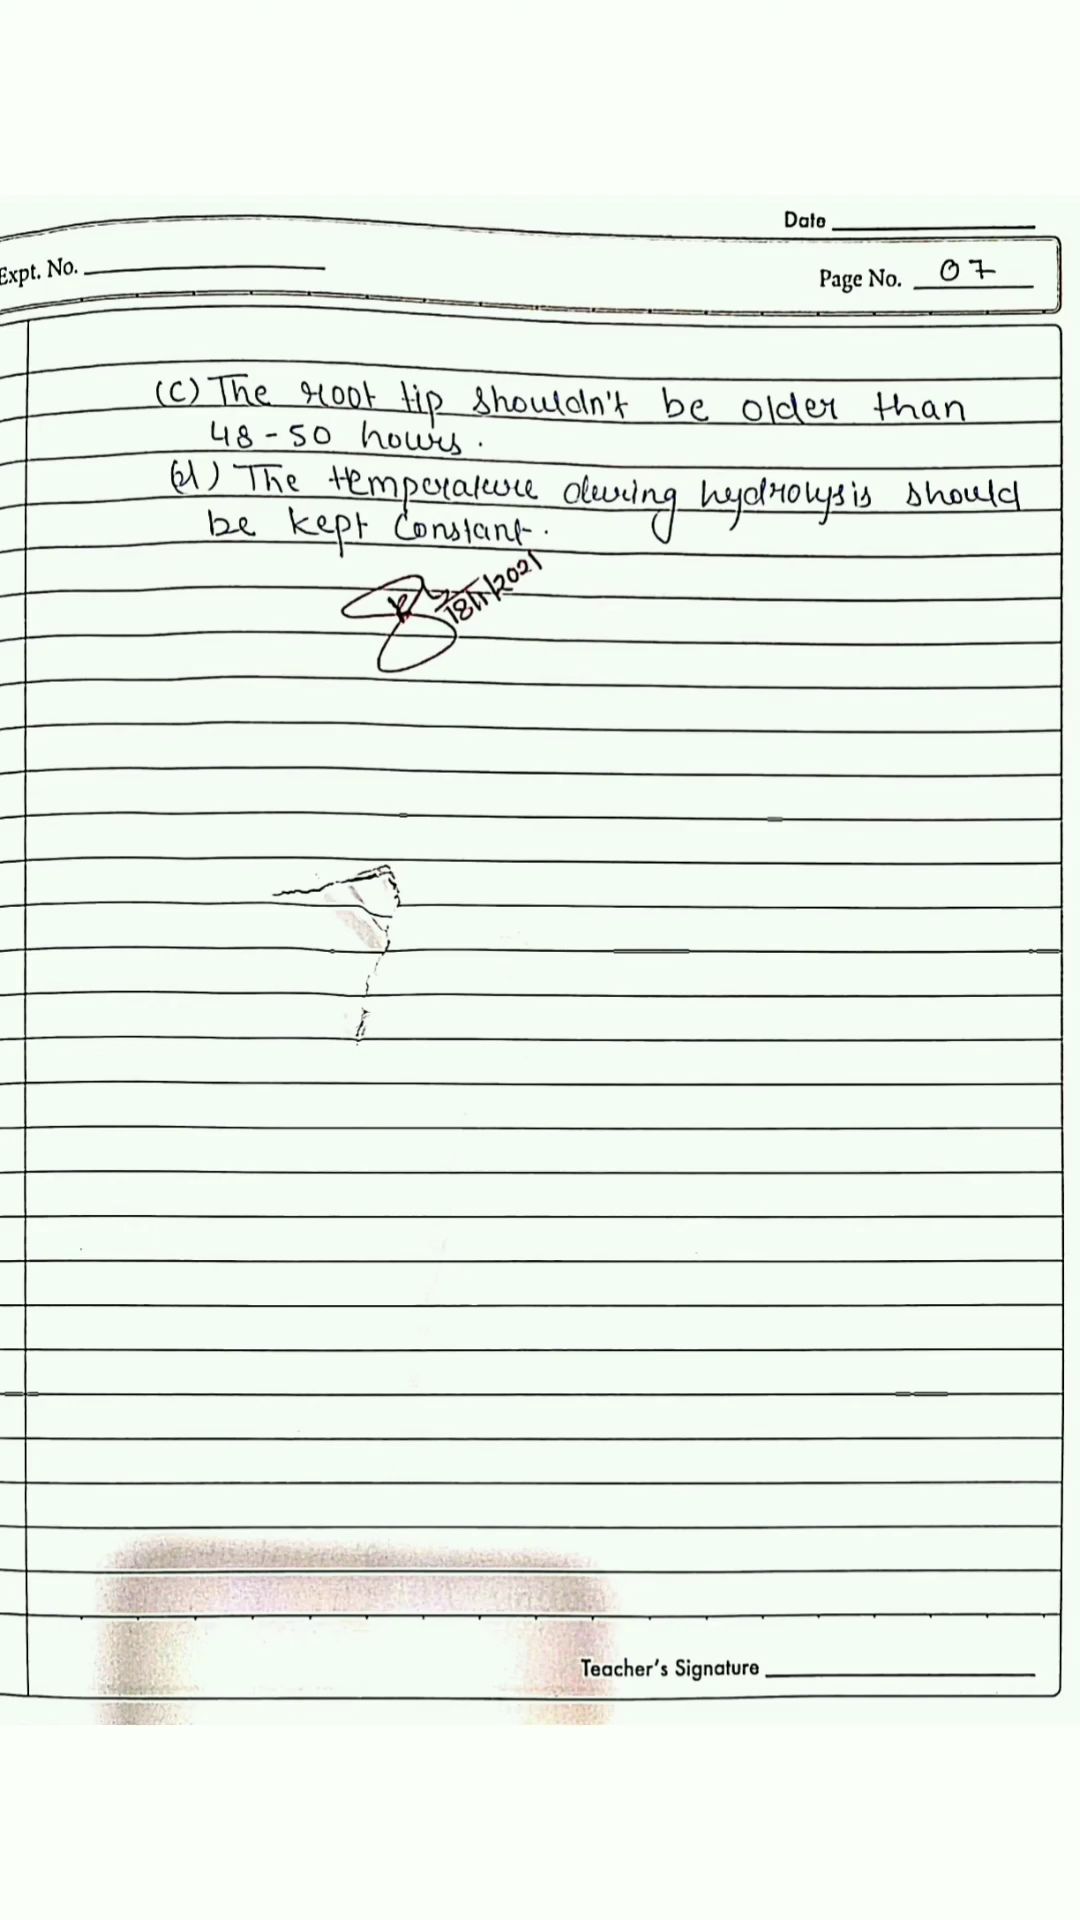 Date
Expt. No.
Page No. 07
(C) The root tip shouldn't be older than
48-50 hours.
(d) The temperature during hydrolysis should
be kept Constant.
18/11/2021
Teacher's Signature